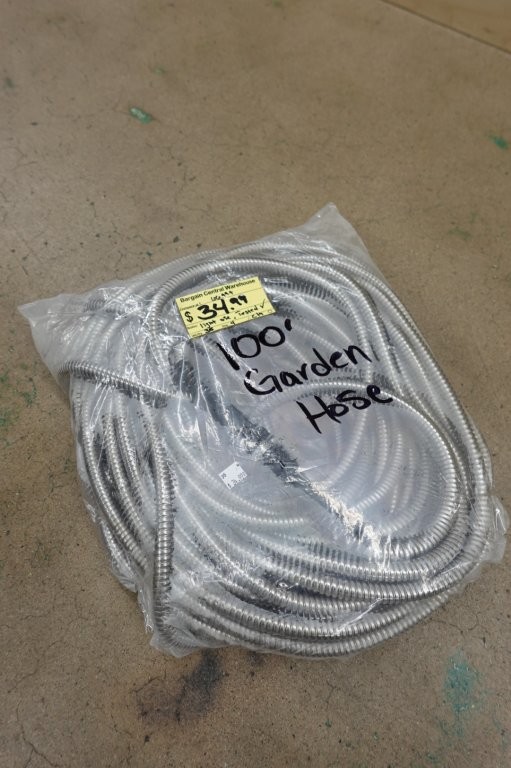 Bargain Central Warehouse
$ 34.99
100'
Garden
Hose